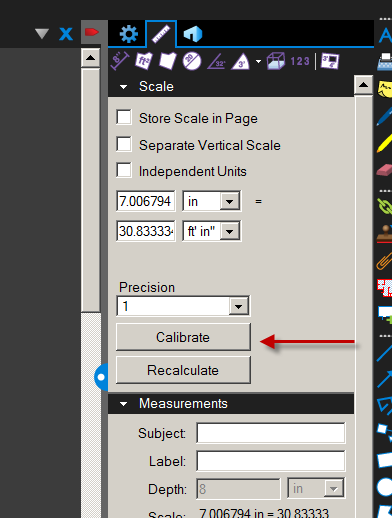 123
Scale
Store Scale in Page
Separate Vertical Scale
Independent Units
7.006794 in =
30.83333 ft' in"
Precision
1
Calibrate
Recalculate
Measurements
Subject:
Label:
Depth: 8 in
Scale: 7.006794 in = 30.83333